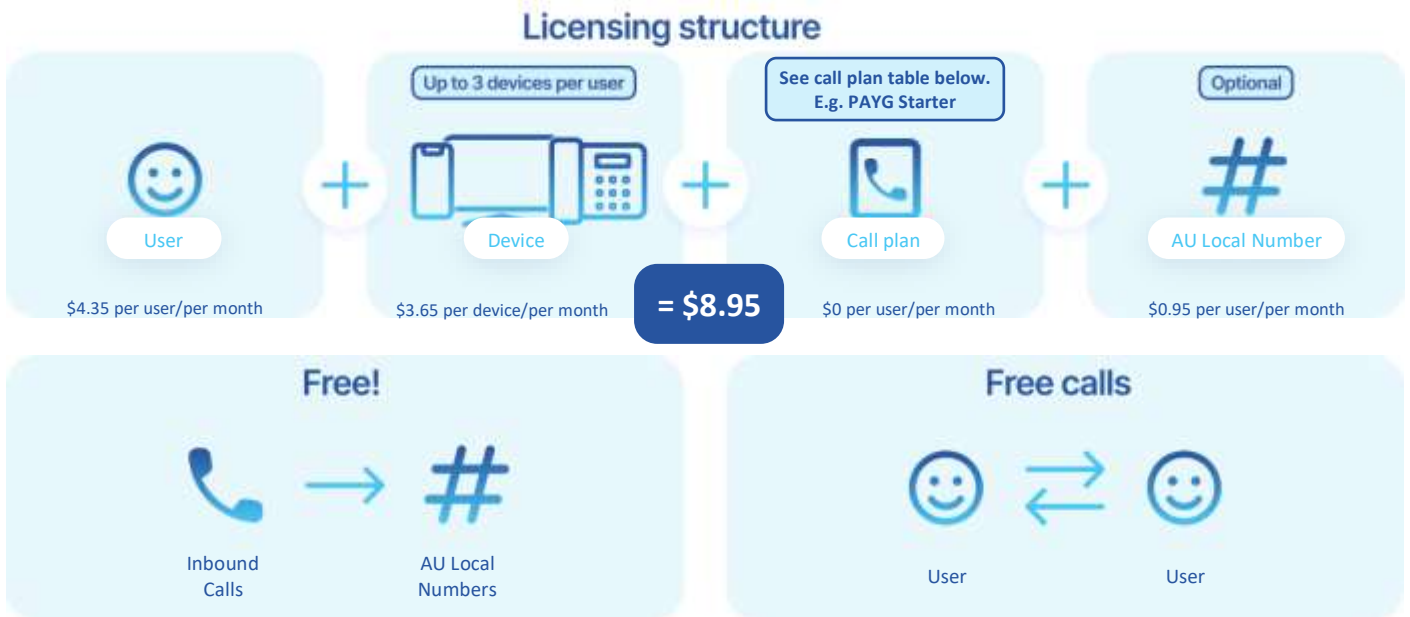 Licensing structure
Up to 3 devices per user
See call plan table below.
E.g. PAYG Starter
Optional
User
Device
Call plan
AU Local Number
$4.35 per user/per month
$3.65 per device/per month
= $8.95
$0 per user/per month
$0.95 per user/per month
Free!
Inbound
Calls
AU Local
Numbers
Free calls
User
User